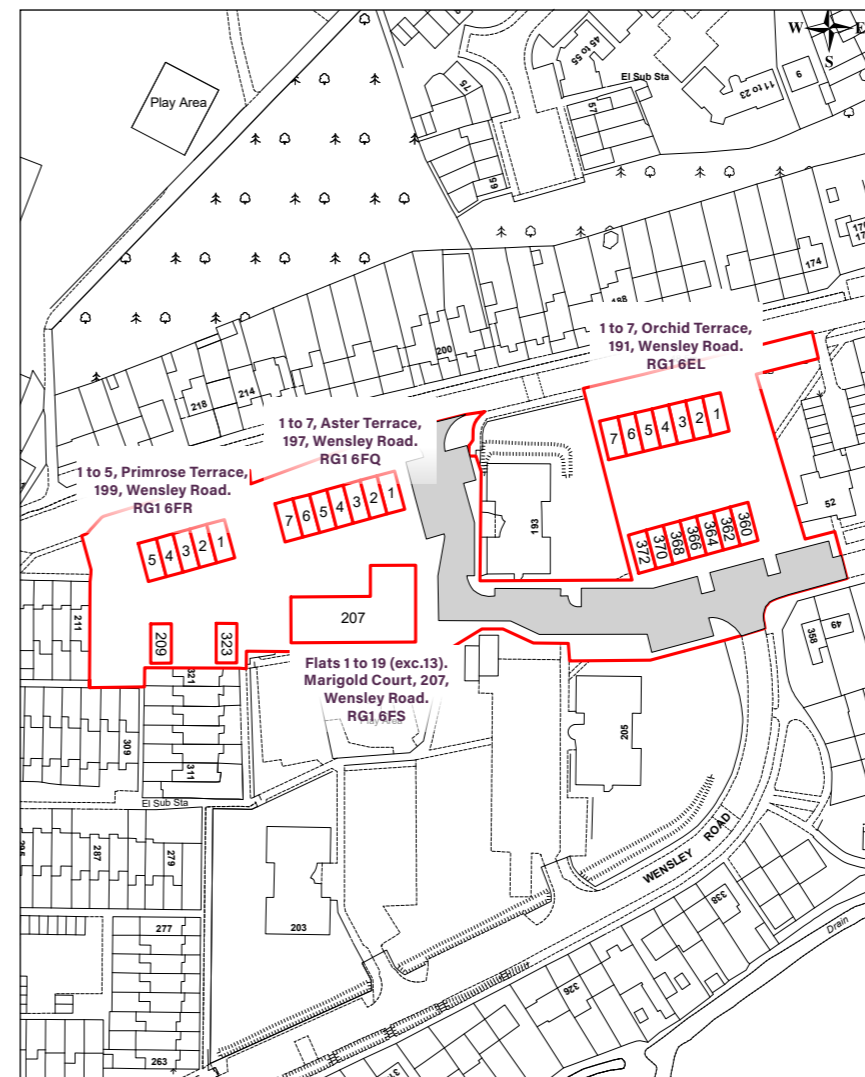 W
E
S
45 to 55
El Sub Sta
9
11 to 23
75
57
65
Play Area
174
188
200
214
218
1 to 7, Orchid Terrace,
191, Wensley Road.
RG1 6EL
1 to 7, Aster Terrace,
197, Wensley Road.
RG1 6FQ
1 to 5, Primrose Terrace,
199, Wensley Road.
RG1 6FR
7 6 5 4 3 2 1
7 6 5 4 3 2 1
5 4 3 2 1
193
52
372 370 368 366 364 362 360
211
209
323
207
49
358
Flats 1 to 19 (exc.13).
Marigold Court, 207,
Wensley Road.
RG1 6FS
Play Area
321
311
309
205
El Sub Sta
287
279
277
263
203
WENSLEY ROAD
338
326
Drain